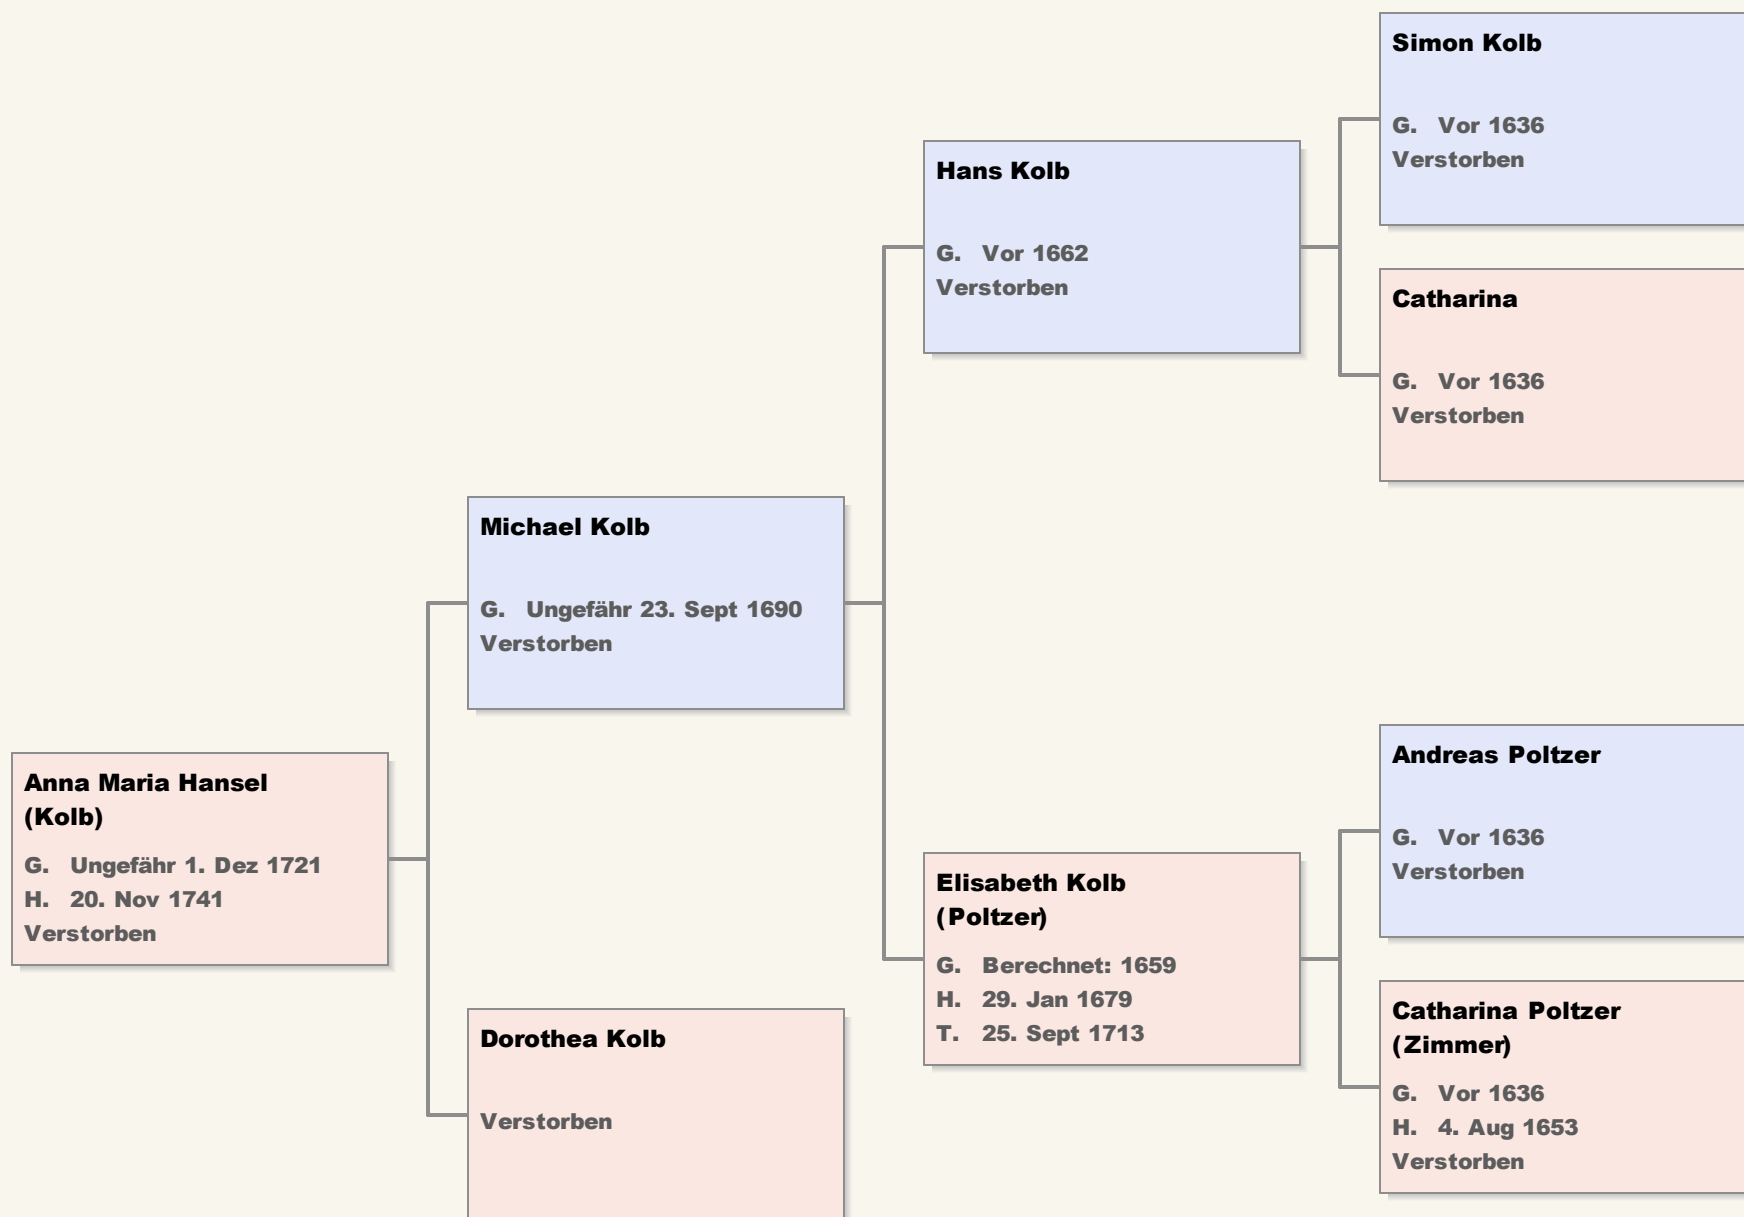 Simon Kolb
G. Vor 1636
Verstorben
Hans Kolb
G. Vor 1662
Verstorben
Catharina
G. Vor 1636
Verstorben
Michael Kolb
G. Ungefähr 23. Sept 1690
Verstorben
Andreas Poltzer
G. Vor 1636
Verstorben
Anna Maria Hansel
(Kolb)
G. Ungefähr 1. Dez 1721
H. 20. Nov 1741
Verstorben
Elisabeth Kolb
(Poltzer)
G. Berechnet: 1659
H. 29. Jan 1679
T. 25. Sept 1713
Catharina Poltzer
(Zimmer)
G. Vor 1636
H. 4. Aug 1653
Verstorben
Dorothea Kolb
Verstorben